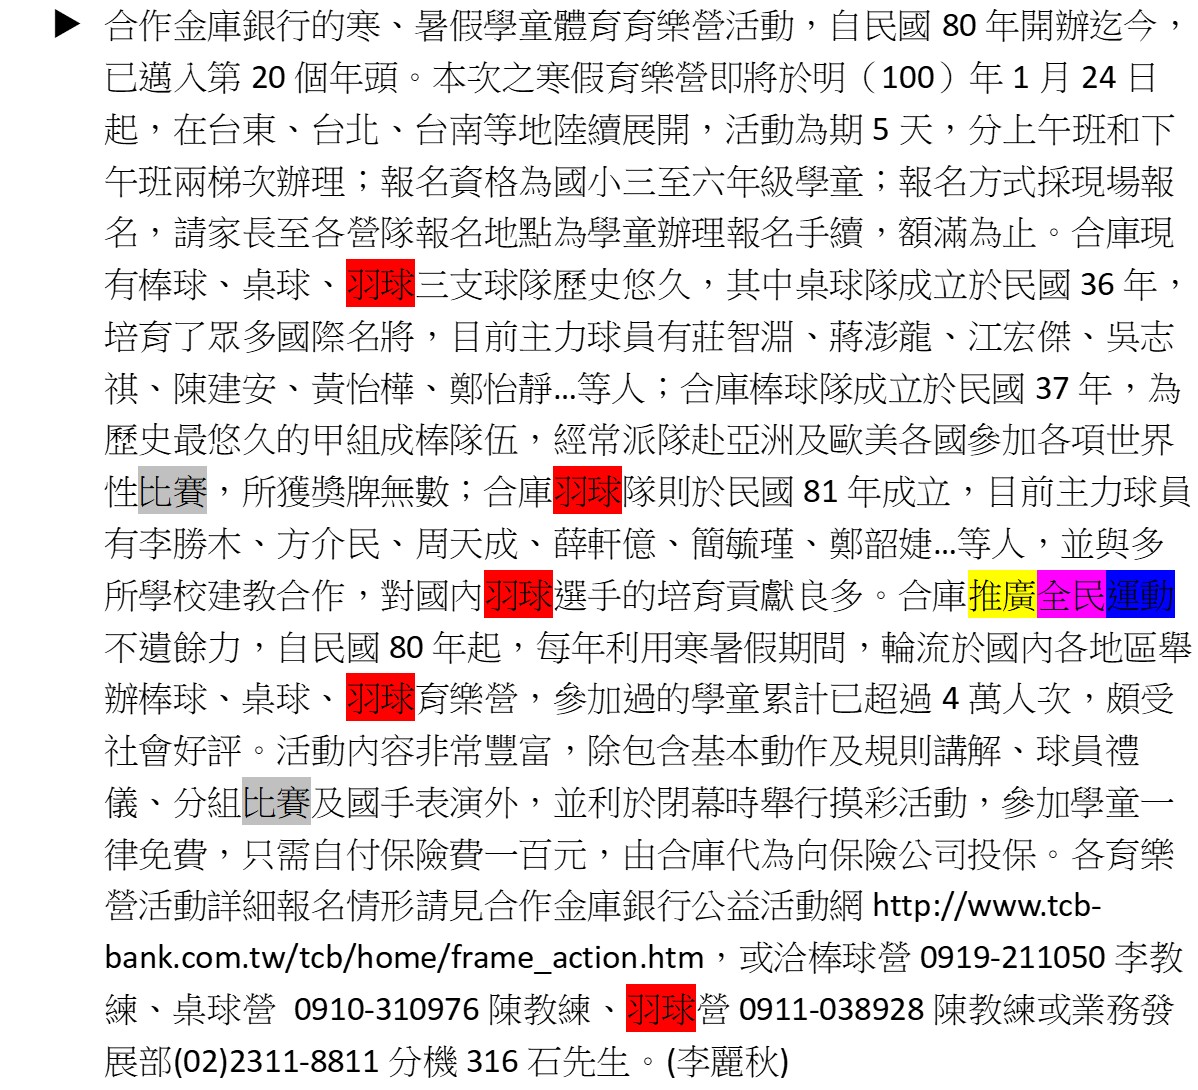 ▶ 合作金庫銀行的寒、暑假學童體育育樂營活動，自民國 80 年開辦迄今，
已邁入第 20 個年頭。本次之寒假育樂營即將於明（100）年 1 月 24 日
起，在台東、台北、台南等地陸續展開，活動為期 5 天，分上午班和下
午班兩梯次辦理；報名資格為國小三至六年級學童；報名方式採現場報
名，請家長至各營隊報名地點為學童辦理報名手續，額滿為止。合庫現
有棒球、桌球、羽球三支球隊歷史悠久，其中桌球隊成立於民國 36 年，
培育了眾多國際名將，目前主力球員有莊智淵、蔣澎龍、江宏傑、吳志
祺、陳建安、黃怡樺、鄭怡靜...等人；合庫棒球隊成立於民國 37 年，為
歷史最悠久的甲組成棒隊伍，經常派隊赴亞洲及歐美各國參加各項世界
性比賽，所獲獎牌無數；合庫羽球隊則於民國 81 年成立，目前主力球員
有李勝木、方介民、周天成、薛軒億、簡毓瑾、鄭韶婕...等人，並與多
所學校建教合作，對國內羽球選手的培育貢獻良多。合庫推廣全民運動
不遺餘力，自民國 80 年起，每年利用寒暑假期間，輪流於國內各地區舉
辦棒球、桌球、羽球育樂營，參加過的學童累計已超過 4 萬人次，頗受
社會好評。活動內容非常豐富，除包含基本動作及規則講解、球員禮
儀、分組比賽及國手表演外，並利於閉幕時舉行摸彩活動，參加學童一
律免費，只需自付保險費一百元，由合庫代為向保險公司投保。各育樂
營活動詳細報名情形請見合作金庫銀行公益活動網 http://www.tcb-
bank.com.tw/tcb/home/frame_action.htm，或洽棒球營 0919-211050 李教
練、桌球營 0910-310976 陳教練、羽球營 0911-038928 陳教練或業務發
展部(02)2311-8811 分機 316 石先生。(李麗秋)